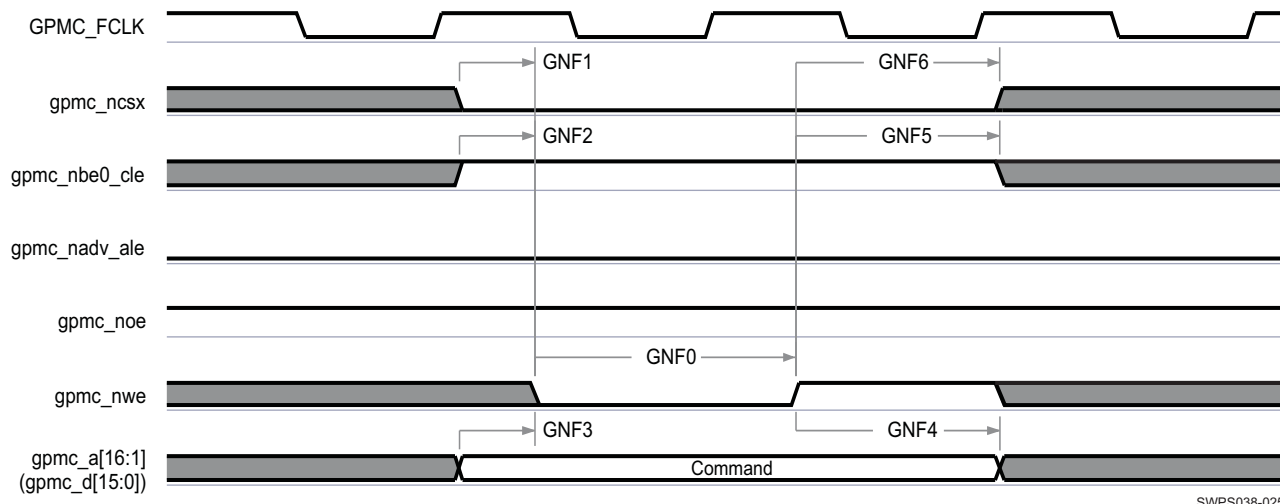 GPMC_FCLK
GNF1
GNF6
gpmc_ncsx
GNF2
GNF5
gpmc_nbe0_cle
gpmc_nadv_ale
gpmc_noe
GNF0
gpmc_nwe
GNF3
GNF4
gpmc_a[16:1]
(gpmc_d[15:0])
Command